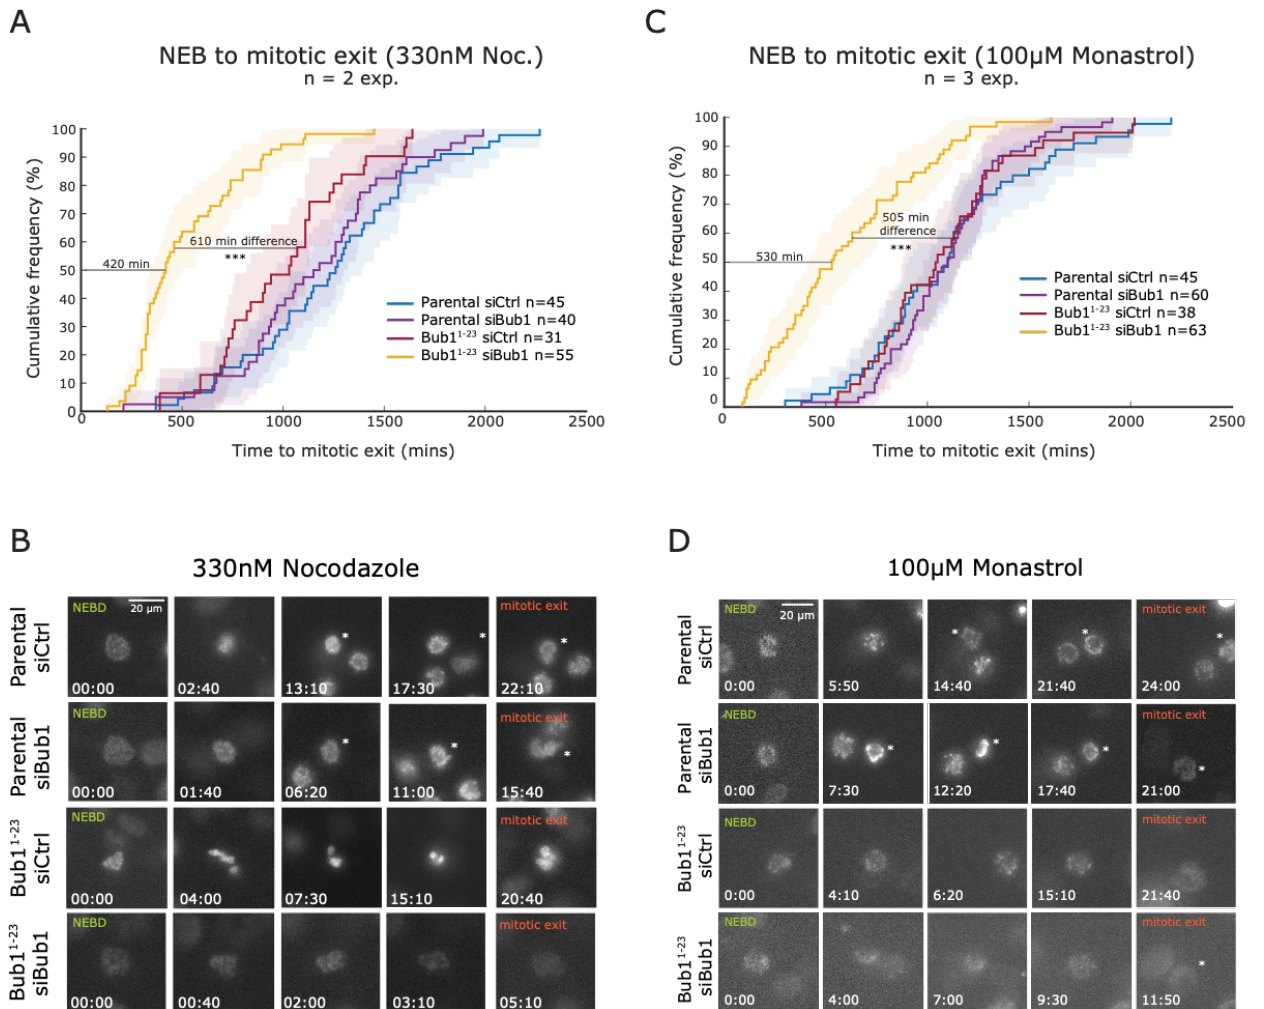 A
NEB to mitotic exit (330nM Noc.)
n = 2 exp.
Cumulative frequency (%)
100
90
80
70
60
50
40
30
20
10
0
610 min difference
***
420 min
Parental siCtrl n=45
Parental siBub1 n=40
Bub1¹⁻²³ siCtrl n=31
Bub1¹⁻²³ siBub1 n=55
500
1000
1500
2000
2500
Time to mitotic exit (mins)
C
NEB to mitotic exit (100µM Monastrol)
n = 3 exp.
Cumulative frequency (%)
100
90
80
70
60
50
40
30
20
10
0
505 min
difference
***
530 min
Parental siCtrl n=45
Parental siBub1 n=60
Bub1¹⁻²³ siCtrl n=38
Bub1¹⁻²³ siBub1 n=63
0
500
1000
1500
2000
2500
Time to mitotic exit (mins)
B
330nM Nocodazole
Parental
siCtrl
NEBD
20 µm
mitotic exit
*
*
*
00:00
02:40
13:10
17:30
22:10
Parental
siBub1
NEBD
mitotic exit
*
*
*
00:00
01:40
06:20
11:00
15:40
Bub1¹⁻²³
siCtrl
NEBD
mitotic exit
00:00
04:00
07:30
15:10
20:40
Bub1¹⁻²³
siBub1
NEBD
mitotic exit
00:00
00:40
02:00
03:10
05:10
D
100µM Monastrol
Parental
siCtrl
NEBD
20 µm
mitotic exit
*
*
*
0:00
5:50
14:40
21:40
24:00
Parental
siBub1
NEBD
mitotic exit
*
*
*
*
0:00
7:30
12:20
17:40
21:00
Bub1¹⁻²³
siCtrl
NEBD
mitotic exit
0:00
4:10
6:20
15:10
21:40
Bub1¹⁻²³
siBub1
NEBD
mitotic exit
*
0:00
4:00
7:00
9:30
11:50